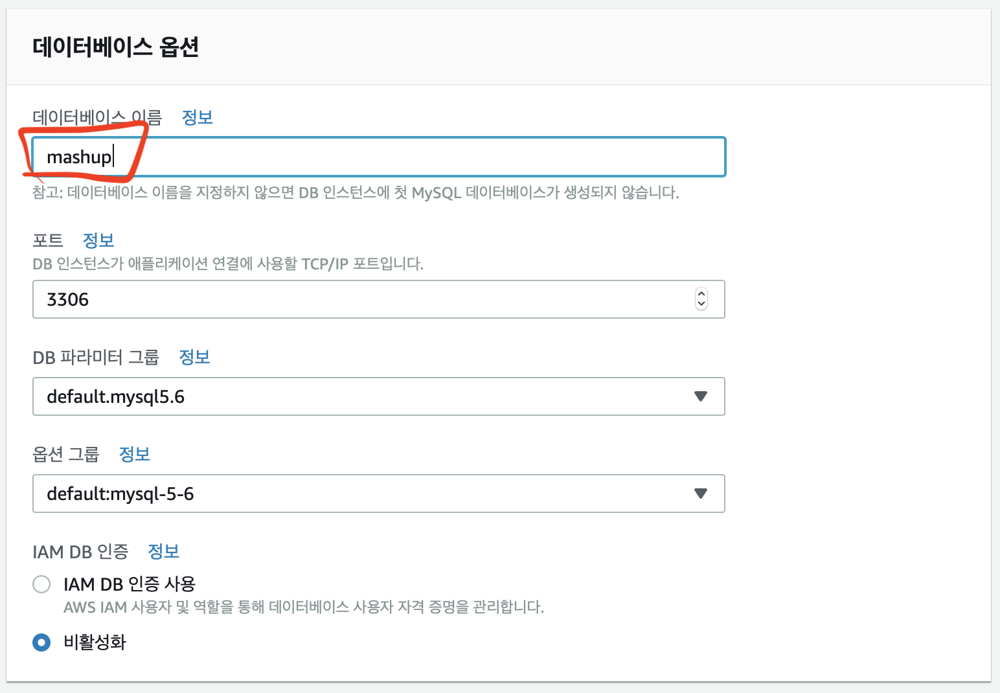 데이터베이스 옵션
데이터베이스 이름 정보
mashup
참고: 데이터베이스 이름을 지정하지 않으면 DB 인스턴스에 첫 MySQL 데이터베이스가 생성되지 않습니다.
포트 정보
DB 인스턴스가 애플리케이션 연결에 사용할 TCP/IP 포트입니다.
3306
DB 파라미터 그룹 정보
default.mysql5.6
옵션 그룹 정보
default:mysql-5-6
IAM DB 인증 정보
IAM DB 인증 사용
AWS IAM 사용자 및 역할을 통해 데이터베이스 사용자 자격 증명을 관리합니다.
비활성화